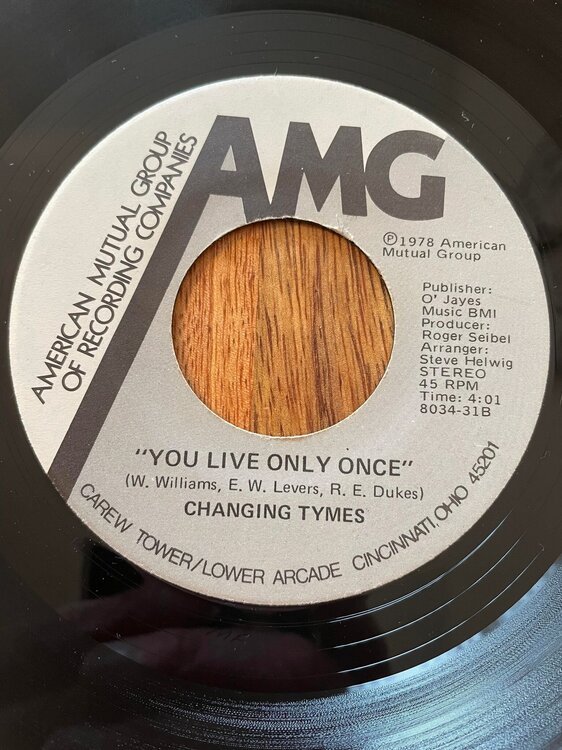 AMG
AMERICAN MUTUAL GROUP
OF RECORDING COMPANIES
℗1978 American
Mutual Group
Publisher:
O' Jayes
Music BMI
Producer:
Roger Seibel
Arranger:
Steve Helwig
STEREO
45 RPM
Time: 4:01
8034-31B
"YOU LIVE ONLY ONCE"
(W. Williams, E. W. Levers, R. E. Dukes)
CHANGING TYMES
CAREW TOWER/LOWER ARCADE CINCINNATI, OHIO 45201